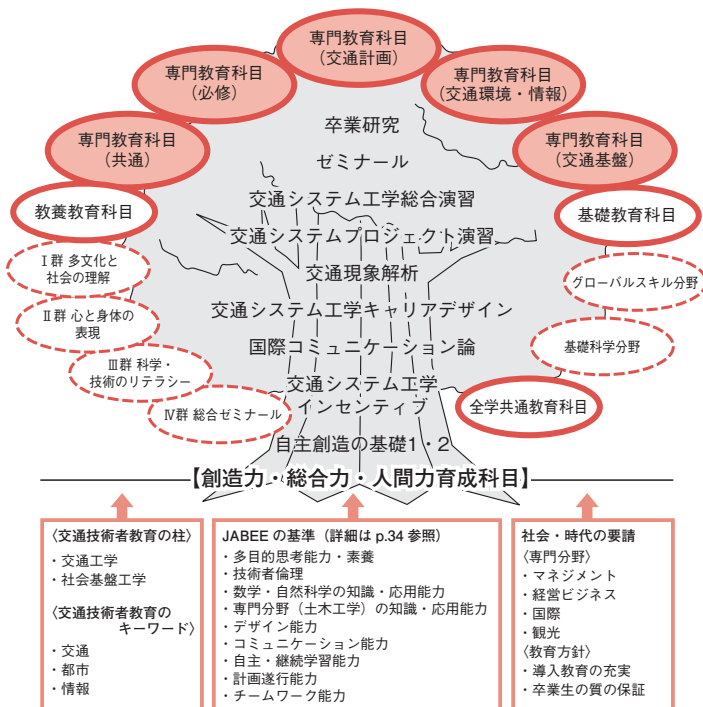 専門教育科目
（交通計画）
専門教育科目
（必修）
専門教育科目
（交通環境・情報）
専門教育科目
（共通）
専門教育科目
（交通基盤）
教養教育科目
基礎教育科目
Ⅰ群 多文化と
社会の理解
Ⅱ群 心と身体の
表現
Ⅲ群 科学・
技術のリテラシー
Ⅳ群 総合ゼミナール
グローバルスキル分野
基礎科学分野
全学共通教育科目
卒業研究
ゼミナール
交通システム工学総合演習
交通システムプロジェクト演習
交通現象解析
交通システム工学キャリアデザイン
国際コミュニケーション論
交通システム工学
インセンティブ
自主創造の基礎1・2
【創造力・総合力・人間力育成科目】
〈交通技術者教育の柱〉
・交通工学
・社会基盤工学
〈交通技術者教育の
キーワード〉
・交通
・都市
・情報
JABEE の基準（詳細は p.34 参照）
・多目的思考能力・素養
・技術者倫理
・数学・自然科学の知識・応用能力
・専門分野（土木工学）の知識・応用能力
・デザイン能力
・コミュニケーション能力
・自主・継続学習能力
・計画遂行能力
・チームワーク能力
社会・時代の要請
〈専門分野〉
・マネジメント
・経営ビジネス
・国際
・観光
〈教育方針〉
・導入教育の充実
・卒業生の質の保証